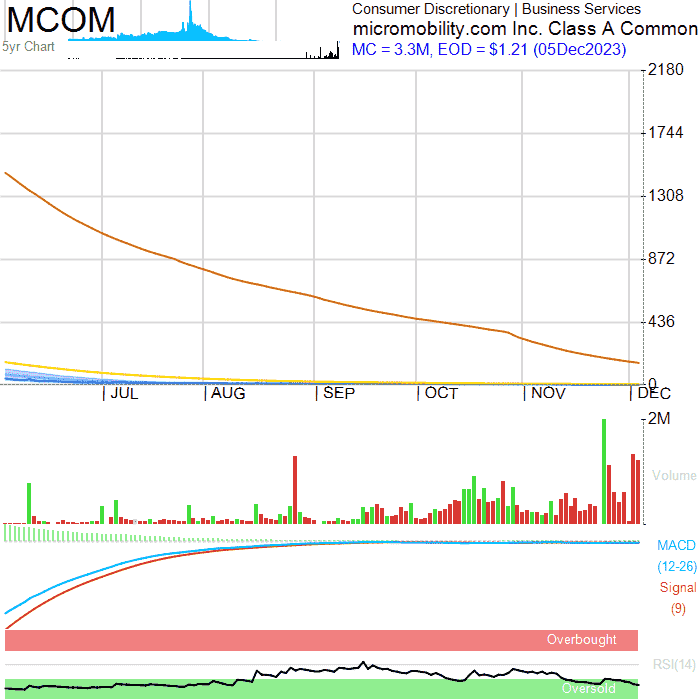 MCOM
5yr Chart
Consumer Discretionary | Business Services
micromobility.com Inc. Class A Common
MC = 3.3M, EOD = $1.21 (05Dec2023)
2180
1744
1308
872
436
0
JUL AUG SEP OCT NOV DEC
2M
Volume
MACD
(12-26)
Signal
(9)
Overbought
RSI(14)
Oversold